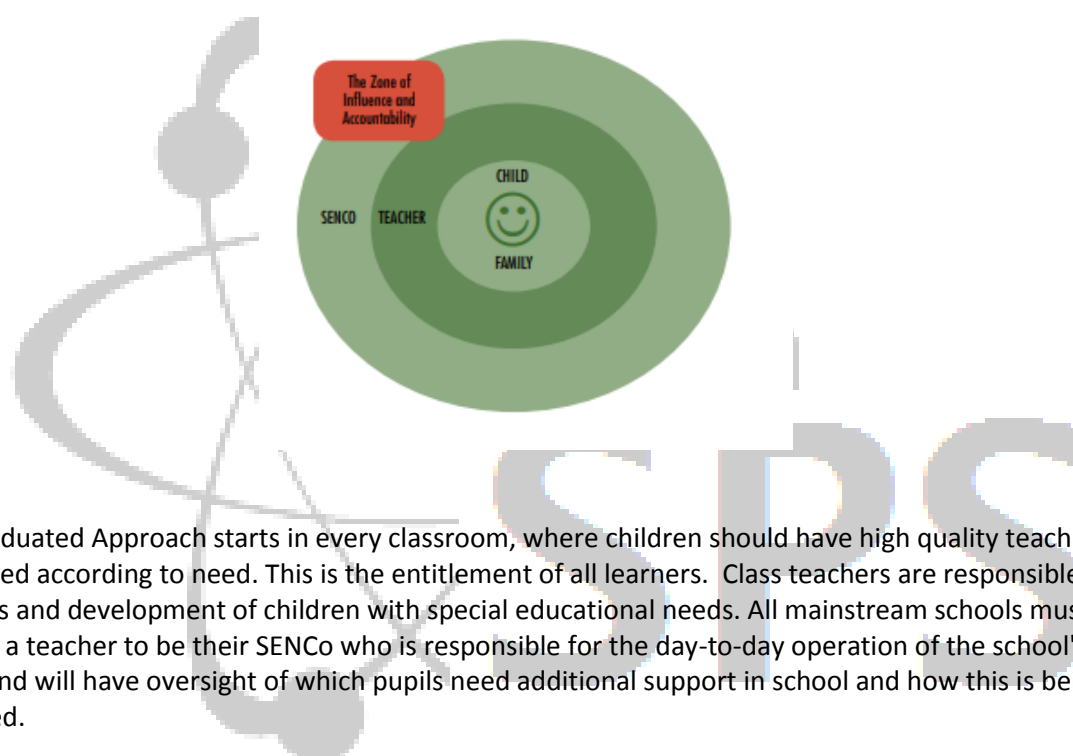 The Zone of
Influence and
Accountability
CHILD
SENCO TEACHER
FAMILY
SPS
duated Approach starts in every classroom, where children should have high quality teach
ed according to need. This is the entitlement of all learners.  Class teachers are responsible
s and development of children with special educational needs. All mainstream schools mus
a teacher to be their SENCo who is responsible for the day-to-day operation of the school'
nd will have oversight of which pupils need additional support in school and how this is be
ed.